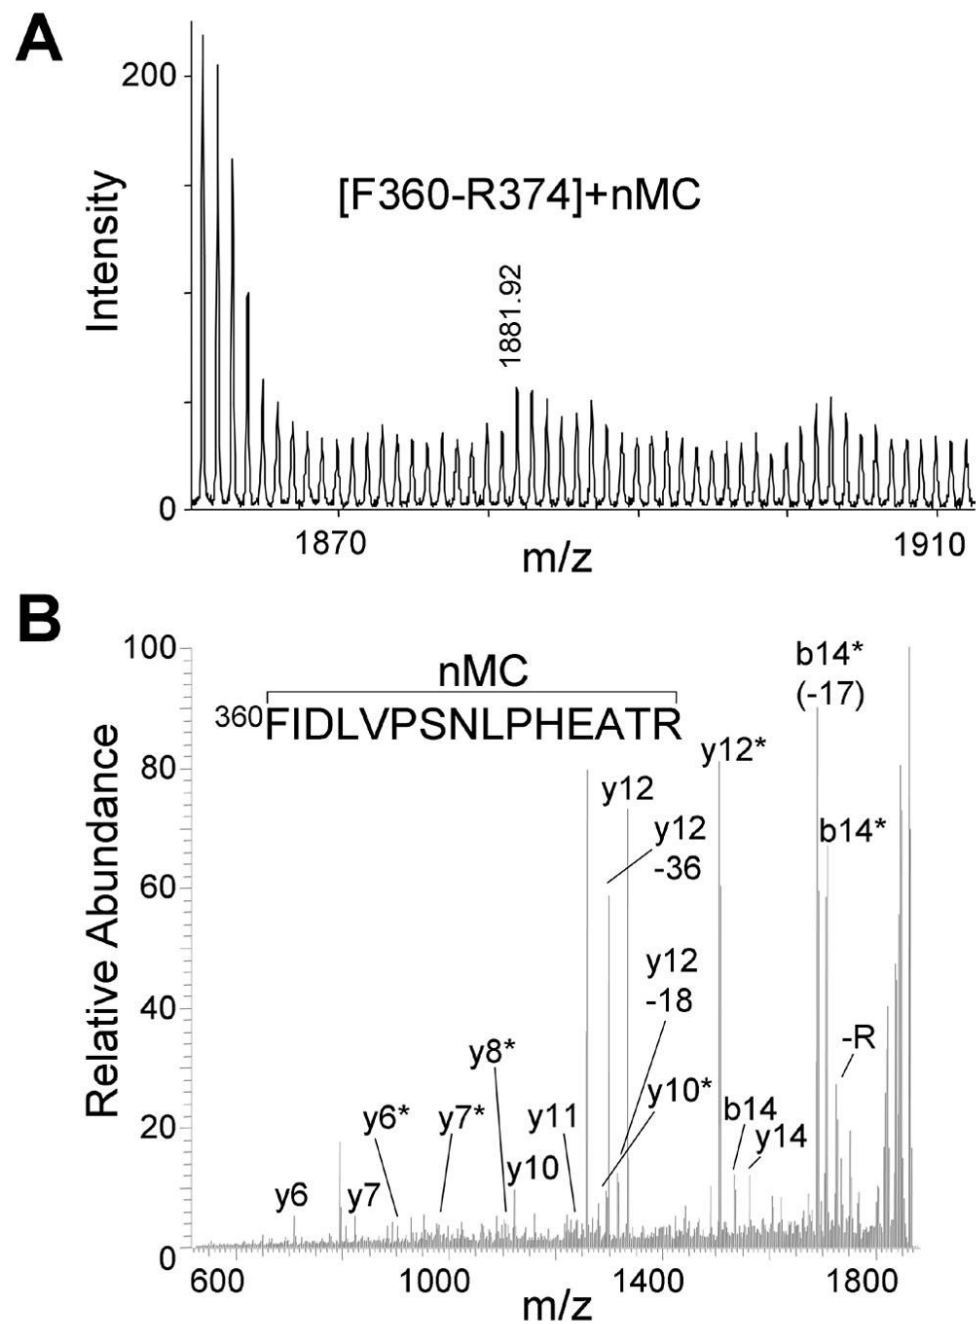 A
200
Intensity
[F360-R374]+nMC
1881.92
0
1870
1910
m/z
B
100
nMC
360FIDLVPSNLPHEATR
b14*
(-17)
80
y12*
y12
Relative Abundance
y12
-36
b14*
60
y12
-18
40
y8*
-R
y10*
y6*
y7*
y11
b14
20
y14
y10
y6
y7
0
600
1000
1400
1800
m/z